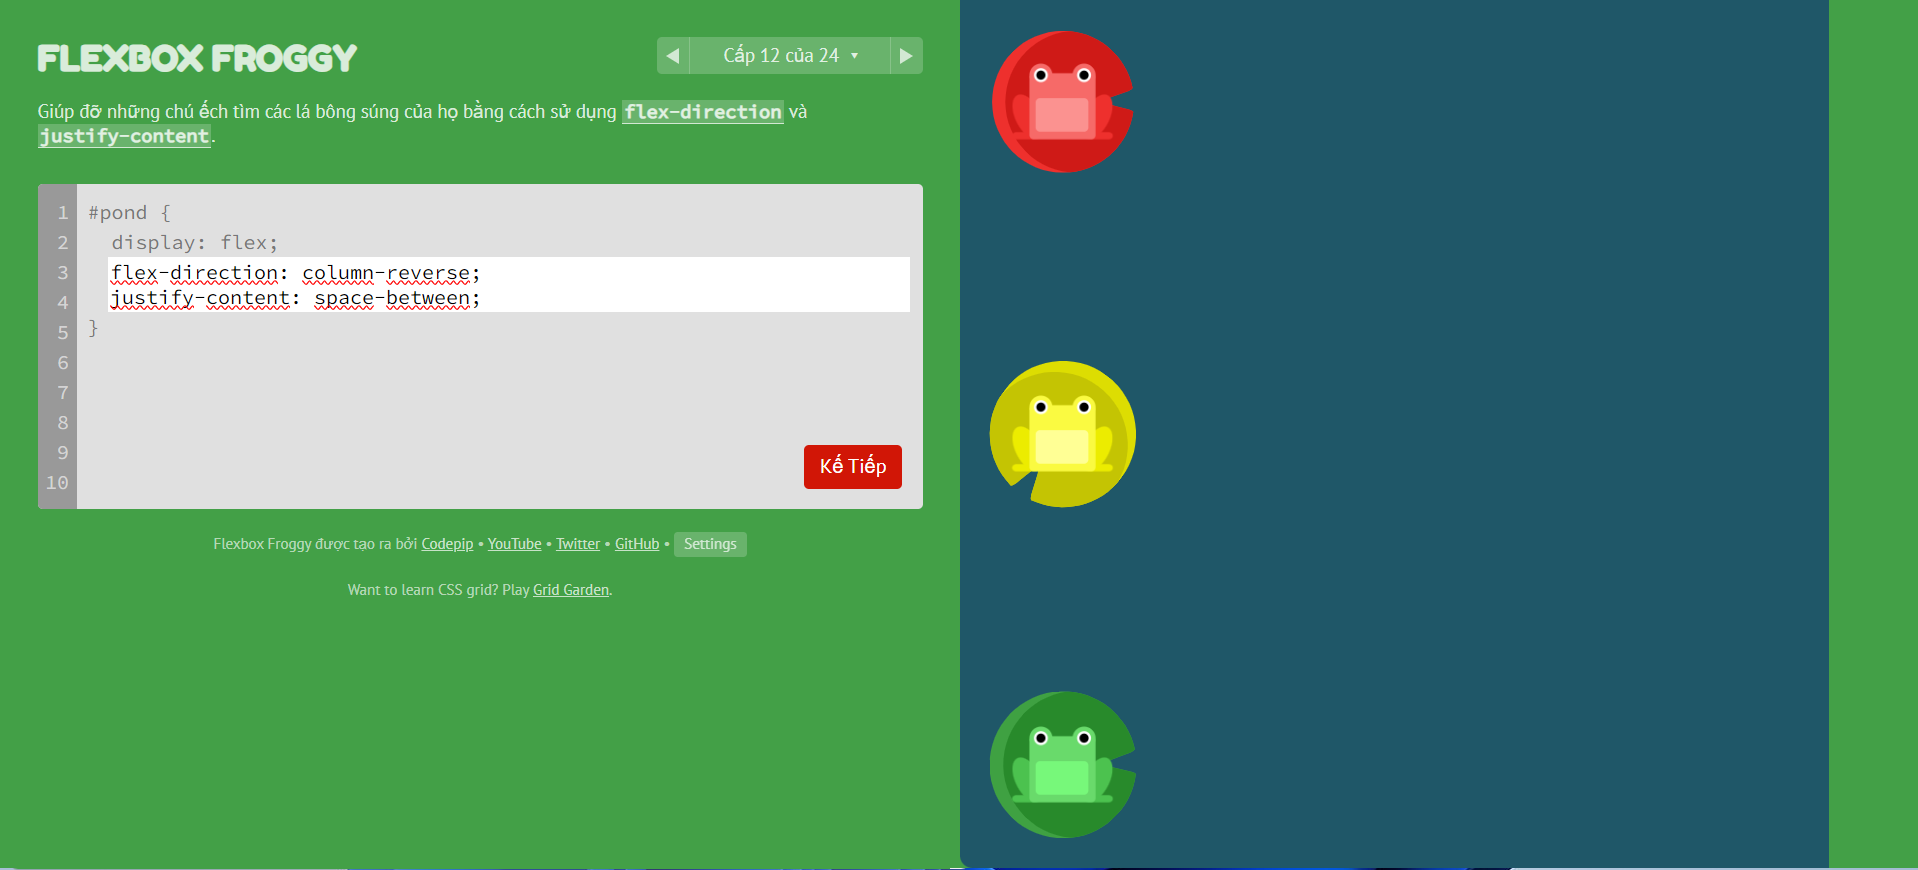 FLEXBOX FROGGY
Cấp 12 của 24
Giúp đỡ những chú ếch tìm các lá bông súng của họ bằng cách sử dụng flex-direction và
justify-content.
1 #pond {
2 display: flex;
3 flex-direction: column-reverse;
4 justify-content: space-between;
5 }
6
7
8
9
10
Kế Tiếp
Flexbox Froggy được tạo ra bởi Codepip • YouTube • Twitter • GitHub • Settings
Want to learn CSS grid? Play Grid Garden.